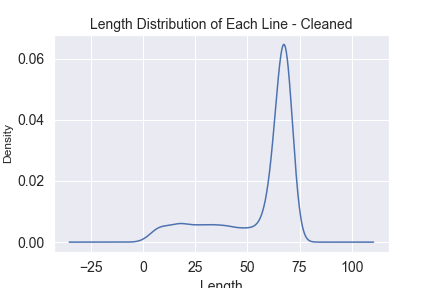 Length Distribution of Each Line - Cleaned
0.06
0.04
0.02
0.00
Density
−25 0 25 50 75 100
Length